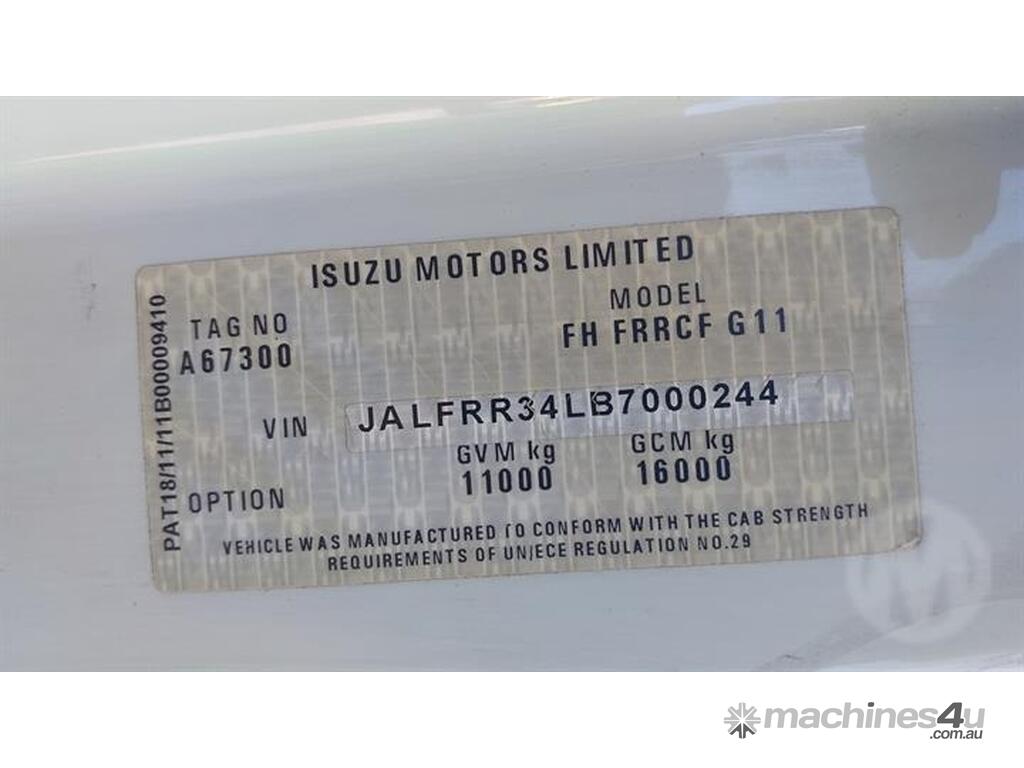 ISUZU MOTORS LIMITED
TAG NO
A67300
MODEL
FH FRRCF G11
VIN
JALFRR34LB7000244
GVM kg
11000
GCM kg
16000
OPTION
VEHICLE WAS MANUFACTURED TO CONFORM WITH THE CAB STRENGTH
REQUIREMENTS OF UN/ECE REGULATION NO.29
PAT18/11/11B00009410
M
machines4u
.com.au